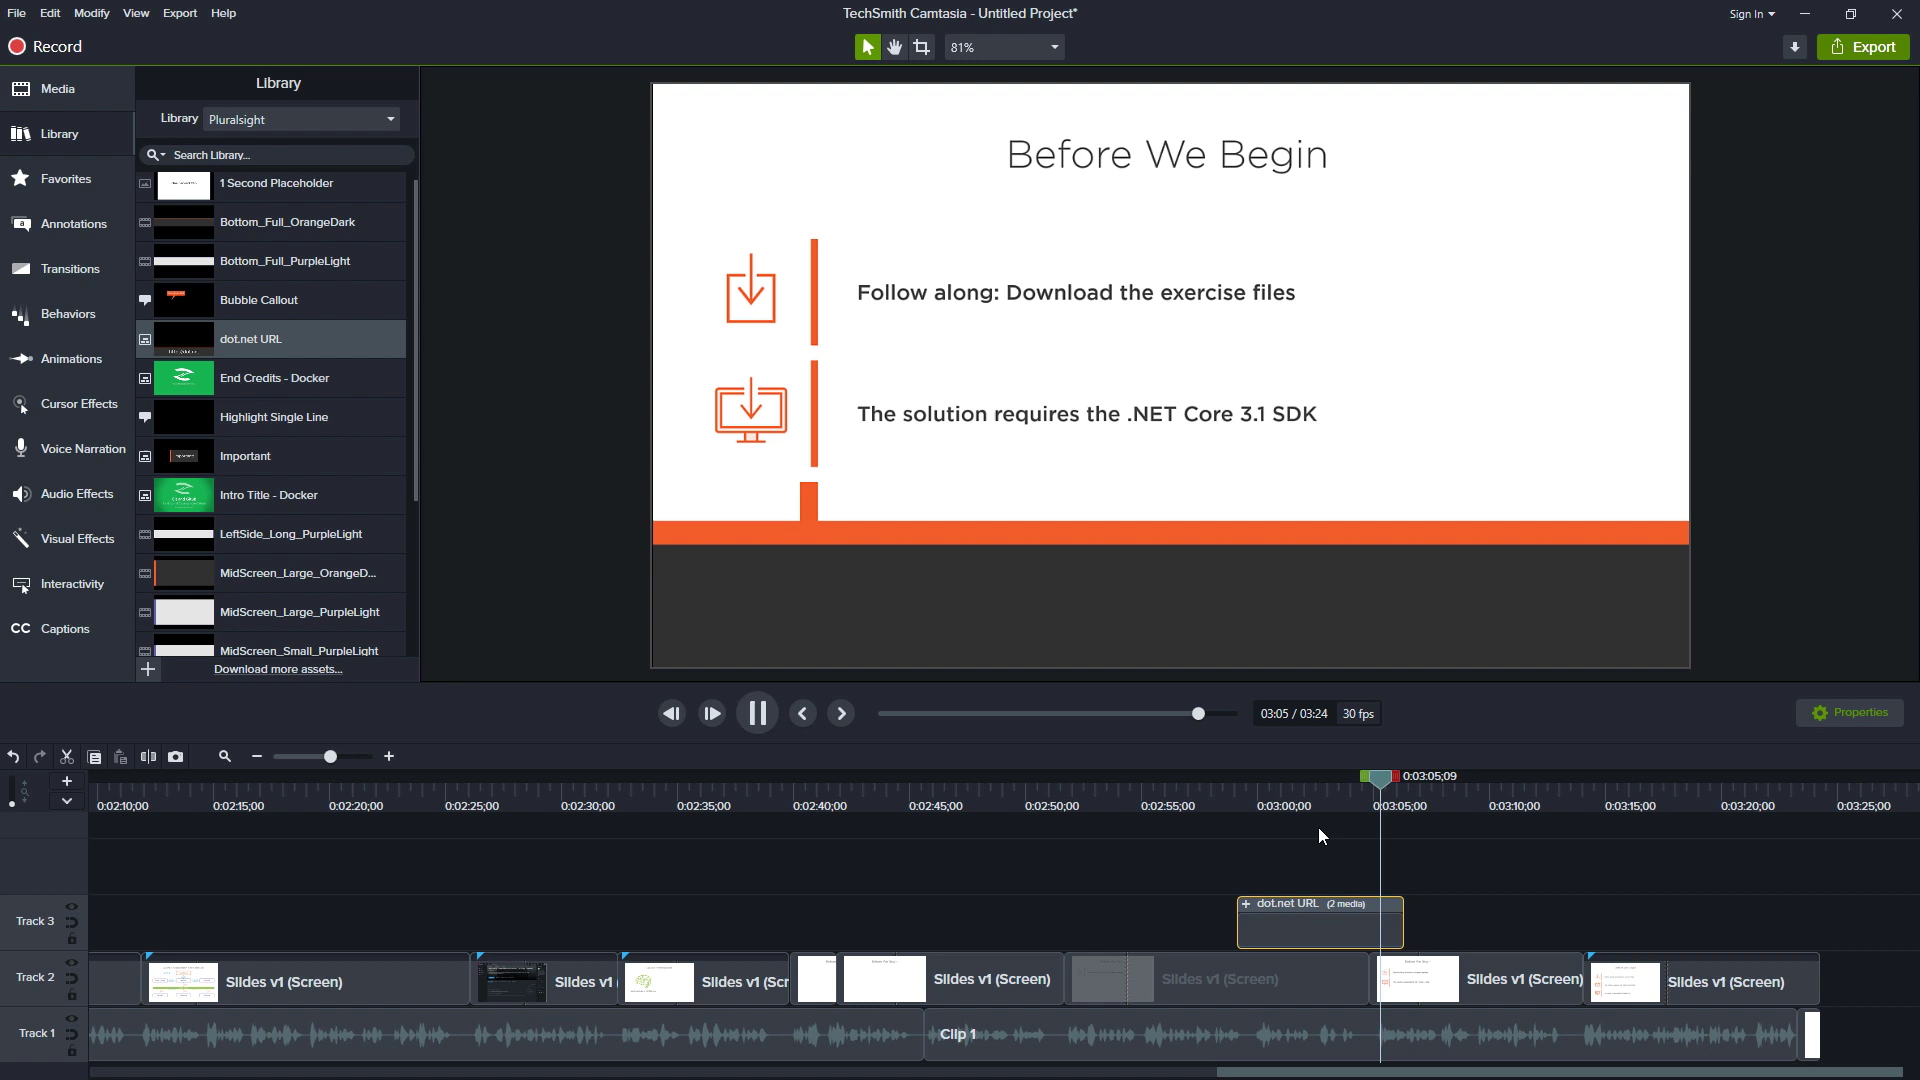 File Edit Modify View Export Help
TechSmith Camtasia - Untitled Project*
Sign In
Record
81%
Export
Media
Library
Favorites
Annotations
Transitions
Behaviors
Animations
Cursor Effects
Voice Narration
Audio Effects
Visual Effects
Interactivity
CC Captions
Library
Library Pluralsight
Search Library...
1 Second Placeholder
Bottom_Full_OrangeDark
Bottom_Full_PurpleLight
Bubble Callout
dot.net URL
End Credits - Docker
Highlight Single Line
Important
Intro Title - Docker
LeftSide_Long_PurpleLight
MidScreen_Large_OrangeD...
MidScreen_Large_PurpleLight
MidScreen_Small_PurpleLight
Download more assets...
Before We Begin
Follow along: Download the exercise files
The solution requires the .NET Core 3.1 SDK
03:05 / 03:24 30 fps
Properties
0:03:05;09
0:02:10;00 0:02:15;00 0:02:20;00 0:02:25;00 0:02:30;00 0:02:35;00 0:02:40;00 0:02:45;00 0:02:50;00 0:02:55;00 0:03:00;00 0:03:05;00 0:03:10;00 0:03:15;00 0:03:20;00 0:03:25;00
Track 3
+ dot.net URL (2 media)
Track 2
Slides v1 (Screen) Slides v1 Slides v1 (Scr Slides v1 (Screen) Slides v1 (Screen) Slides v1 (Screen) Slides v1 (Screen)
Track 1
Clip 1